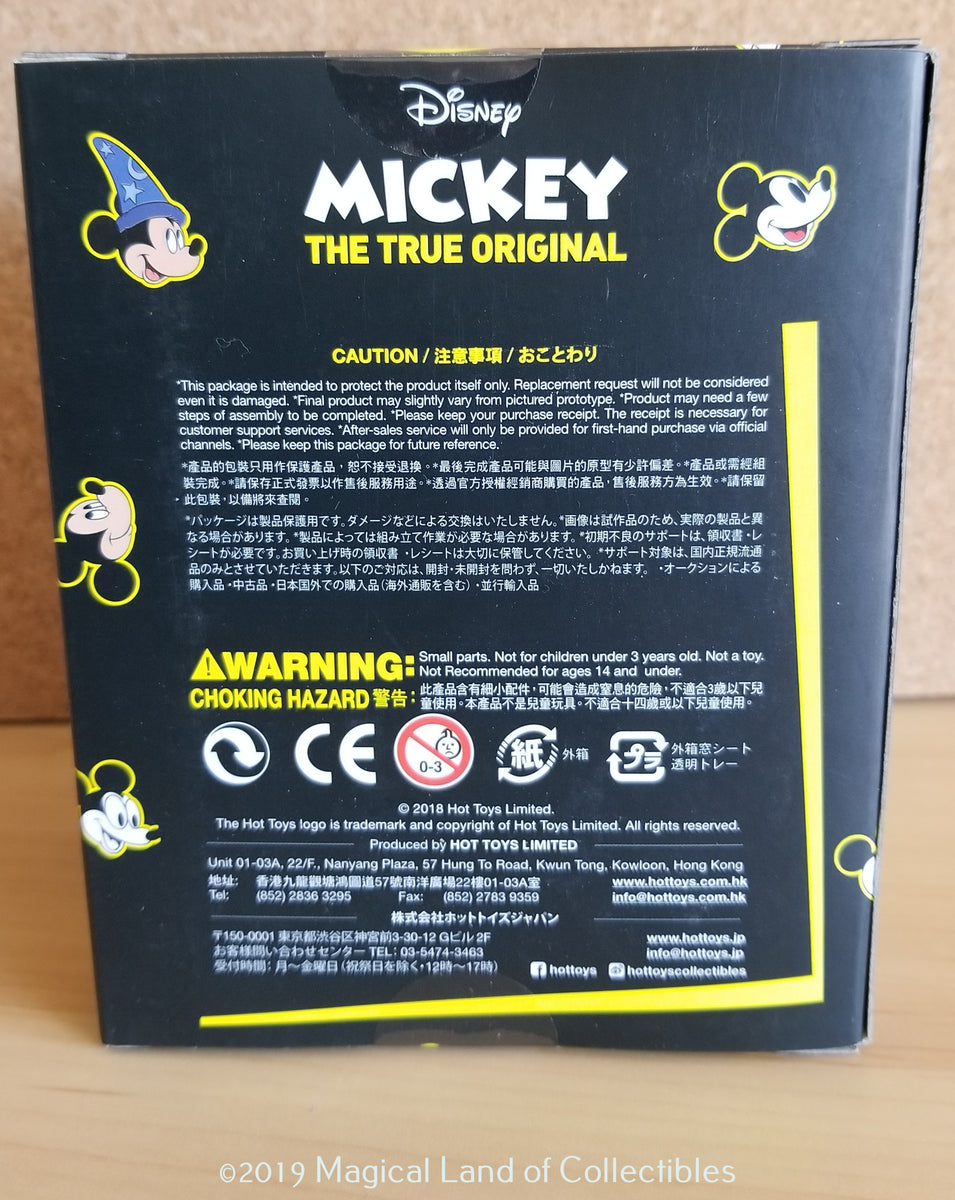 Disney
MICKEY
THE TRUE ORIGINAL
CAUTION / 注意事項 / おことわり
*This package is intended to protect the product itself only. Replacement request will not be considered
even it is damaged. *Final product may slightly vary from pictured prototype. *Product may need a few
steps of assembly to be completed. *Please keep your purchase receipt. The receipt is necessary for
customer support services. *After-sales service will only be provided for first-hand purchase via official
channels. *Please keep this package for future reference.
*產品的包裝只用作保護產品，恕不接受退換。*最後完成產品可能與圖片的原型有少許偏差。*產品或需經組
裝完成。*請保存正式發票以作售後服務用途。*透過官方授權經銷商購買的產品，售後服務方為生效。*請保留
此包裝，以備將來查閱。
*パッケージは製品保護用です。ダメージなどによる交換はいたしません。*画像は試作品のため、実際の製品と異
なる場合があります。*製品によっては組み立て作業が必要な場合があります。*初期不良のサポートは、領収書・レ
シートが必要です。お買い上げ時の領収書・レシートは大切に保管してください。 *サポート対象は、国内正規流通
品のみとさせていただきます。以下のご対応は、開封・未開封を問わず、一切いたしかねます。 ・オークションによる
購入品・中古品・日本国外での購入品（海外通販を含む）・並行輸入品
WARNING: Small parts. Not for children under 3 years old. Not a toy.
Not Recommended for ages 14 and under.
CHOKING HAZARD 警告： 此產品含有細小配件，可能會造成窒息的危險，不適合3歲以下兒
童使用。本產品不是兒童玩具。不適合十四歲或以下兒童使用。
CE 0-3 紙 外箱 プラ 外箱窓シート
透明トレー
© 2018 Hot Toys Limited.
The Hot Toys logo is trademark and copyright of Hot Toys Limited. All rights reserved.
Produced by HOT TOYS LIMITED
Unit 01-03A, 22/F., Nanyang Plaza, 57 Hung To Road, Kwun Tong, Kowloon, Hong Kong
地址: 香港九龍觀塘鴻圖道57號南洋廣場22樓01-03A室 www.hottoys.com.hk
Tel: (852) 2836 3295 Fax: (852) 2783 9359 info@hottoys.com.hk
株式会社ホットトイズジャパン
〒150-0001 東京都渋谷区神宮前3-30-12 Gビル 2F www.hottoys.jp
お客様問い合わせセンター TEL：03-5474-3463 info@hottoys.jp
受付時間：月〜金曜日（祝祭日を除く・12時〜17時） f hottoys hottoyscollectibles
©2019 Magical Land of Collectibles